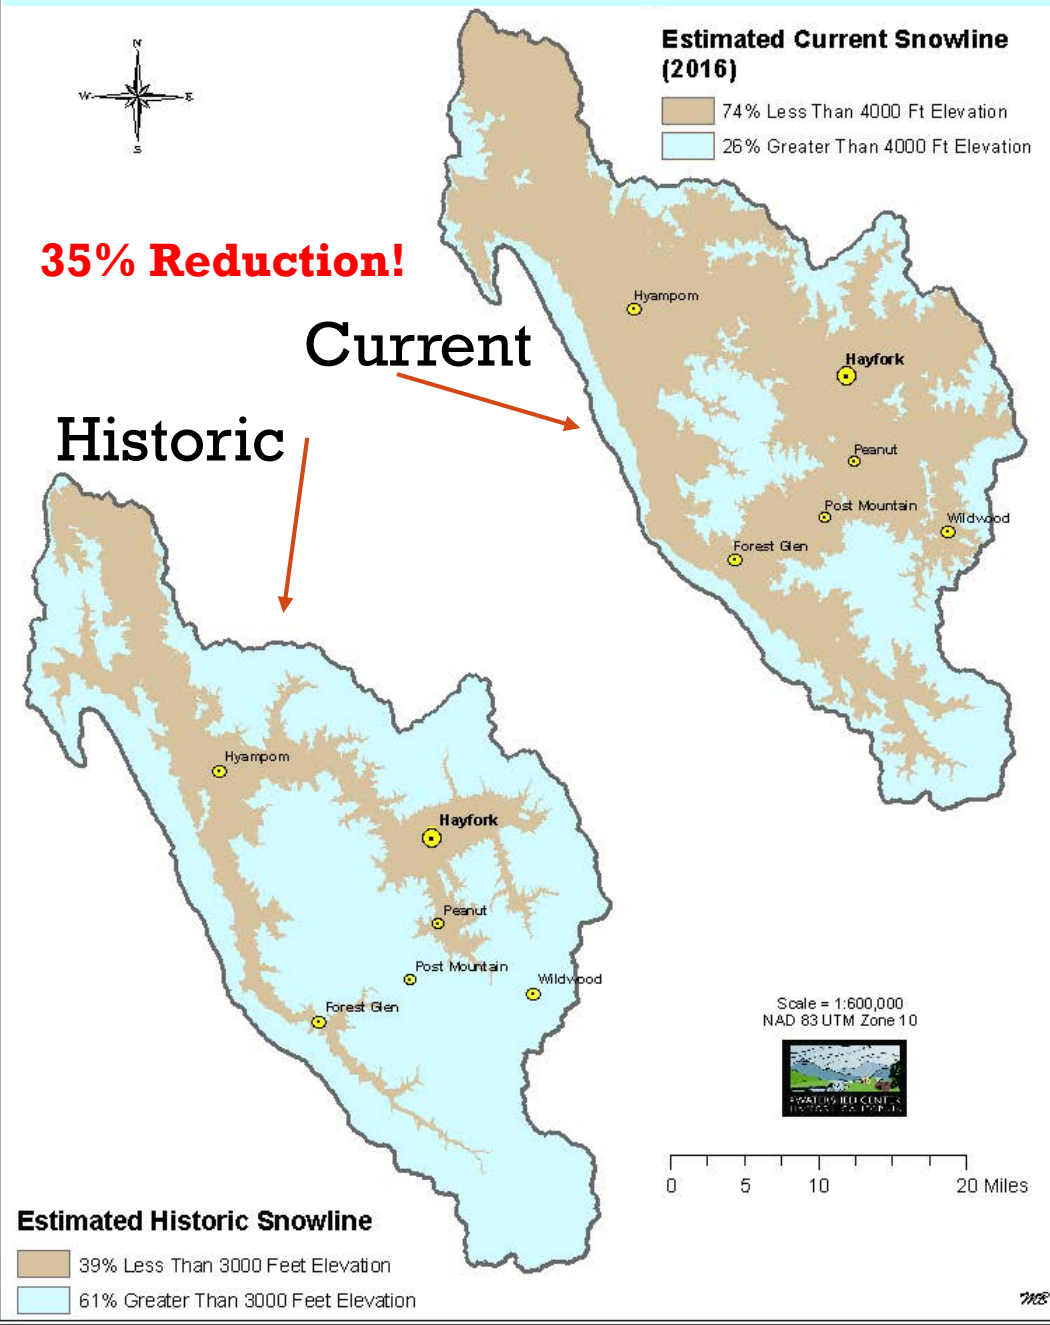 N
W
E
S
Estimated Current Snowline
(2016)
74% Less Than 4000 Ft Elevation
26% Greater Than 4000 Ft Elevation
35% Reduction!
Current
Historic
Hyampom
Hayfork
Peanut
Post Mountain
Wildwood
Forest Glen
Hyampom
Hayfork
Peanut
Post Mountain
Wildwood
Forest Glen
Scale = 1:600,000
NAD 83 UTM Zone 10
WATERSHED CENTER
0 5 10 20 Miles
Estimated Historic Snowline
39% Less Than 3000 Feet Elevation
61% Greater Than 3000 Feet Elevation
MB